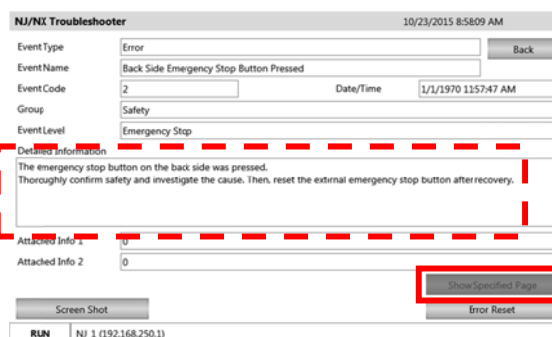 NJ/NX Troubleshooter 10/23/2015 8:58:09 AM
Event Type Error Back
Event Name Back Side Emergency Stop Button Pressed
Event Code 2 Date/Time 1/1/1970 11:57:47 AM
Group Safety
Event Level Emergency Stop
Detailed Information
The emergency stop button on the back side was pressed.
Thoroughly confirm safety and investigate the cause. Then, reset the extirnal emergency stop button after recovery.
Attached Info 1 0
Attached Info 2 0
Show Specified Page
Screen Shot Error Reset
RUN NJ 1 (192.168.250.1)